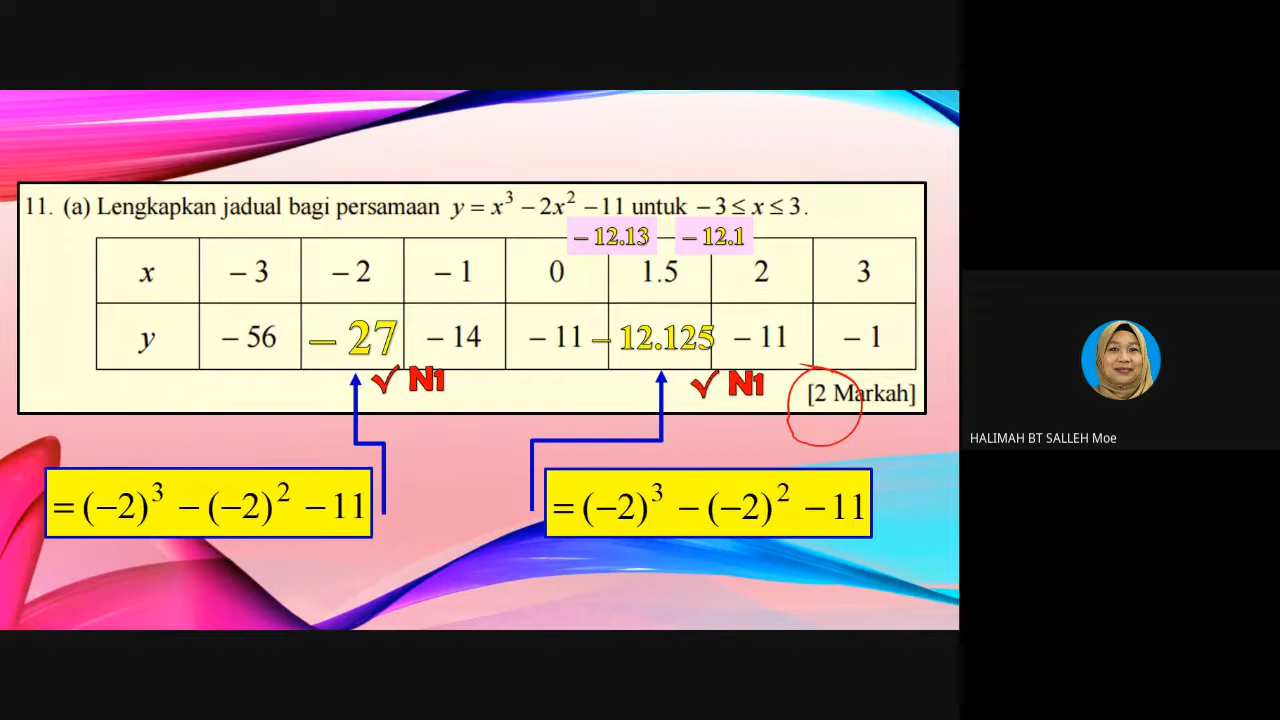 11. (a) Lengkapkan jadual bagi persamaan y = x³ − 2x² − 11 untuk − 3 ≤ x ≤ 3.
− 12.13 − 12.1
x − 3 − 2 − 1 0 1.5 2 3
y − 56 − 27 − 14 − 11 − 12.125 − 11 − 1
√ N1 √ N1
[2 Markah]
= (−2)³ − (−2)² − 11 = (−2)³ − (−2)² − 11
HALIMAH BT SALLEH Moe